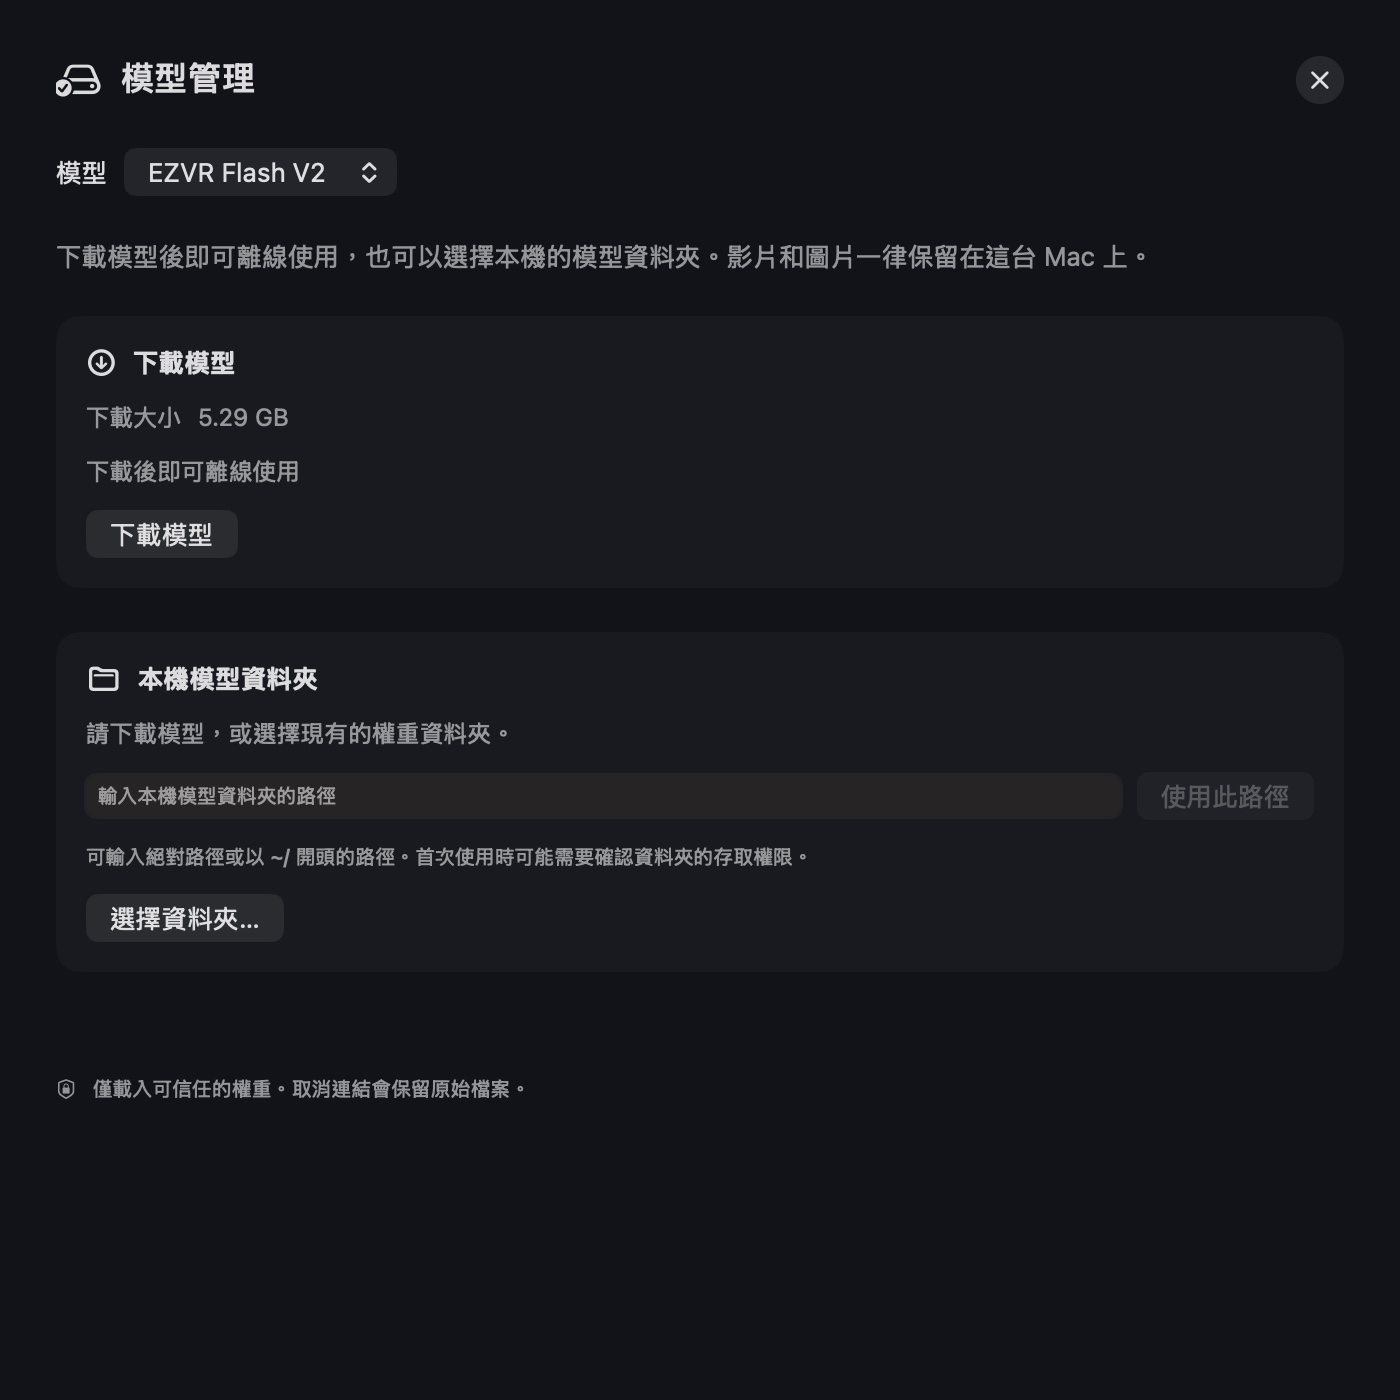 模型管理
模型 EZVR Flash V2
下載模型後即可離線使用，也可以選擇本機的模型資料夾。影片和圖片一律保留在這台 Mac 上。
下載模型
下載大小 5.29 GB
下載後即可離線使用
下載模型
本機模型資料夾
請下載模型，或選擇現有的權重資料夾。
輸入本機模型資料夾的路徑 使用此路徑
可輸入絕對路徑或以 ~/ 開頭的路徑。首次使用時可能需要確認資料夾的存取權限。
選擇資料夾...
僅載入可信任的權重。取消連結會保留原始檔案。